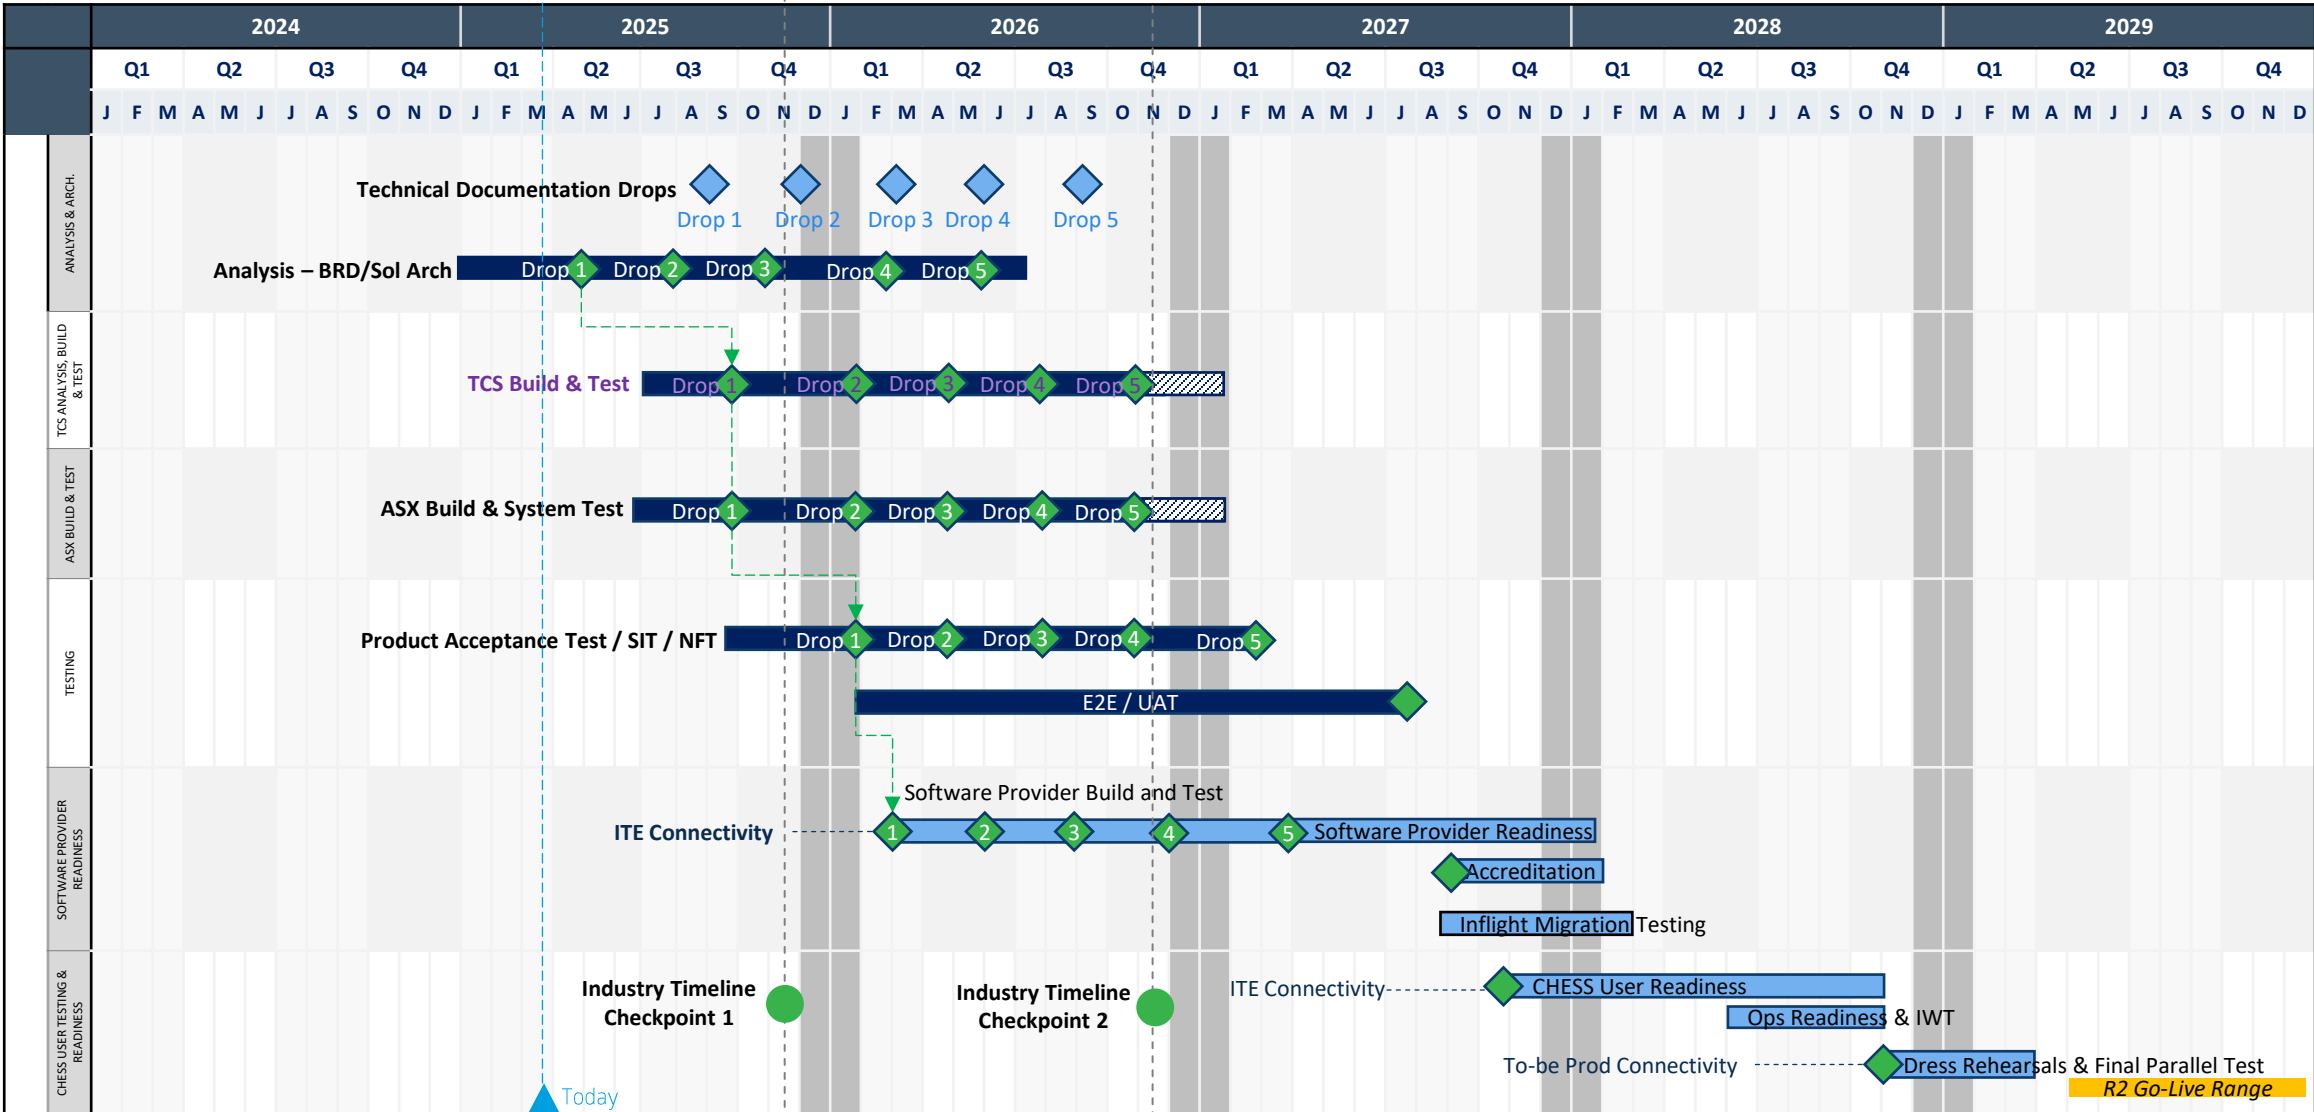 2024 2025 2026 2027 2028 2029
Q1 Q2 Q3 Q4 Q1 Q2 Q3 Q4 Q1 Q2 Q3 Q4 Q1 Q2 Q3 Q4 Q1 Q2 Q3 Q4 Q1 Q2 Q3 Q4
J F M A M J J A S O N D J F M A M J J A S O N D J F M A M J J A S O N D J F M A M J J A S O N D J F M A M J J A S O N D J F M A M J J A S O N D
ANALYSIS & ARCH.
Technical Documentation Drops
Drop 1 Drop 2 Drop 3 Drop 4 Drop 5
Analysis – BRD/Sol Arch Drop 1 Drop 2 Drop 3 Drop 4 Drop 5
TCS ANALYSIS, BUILD
& TEST
TCS Build & Test Drop 1 Drop 2 Drop 3 Drop 4 Drop 5
ASX BUILD & TEST
ASX Build & System Test Drop 1 Drop 2 Drop 3 Drop 4 Drop 5
TESTING
Product Acceptance Test / SIT / NFT Drop 1 Drop 2 Drop 3 Drop 4 Drop 5
E2E / UAT
SOFTWARE PROVIDER
READINESS
Software Provider Build and Test
ITE Connectivity 1 2 3 4 5 Software Provider Readiness
Accreditation
Inflight Migration Testing
CHESS USER TESTING &
READINESS
Industry Timeline
Checkpoint 1
Industry Timeline
Checkpoint 2
ITE Connectivity CHESS User Readiness
Ops Readiness & IWT
To-be Prod Connectivity Dress Rehearsals & Final Parallel Test
R2 Go-Live Range
Today